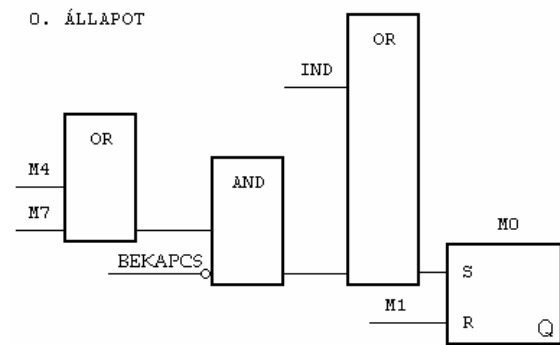 0. ÁLLAPOT
OR
IND
OR
M4
AND
M7
M0
BEKAPCS
S
M1
R
Q